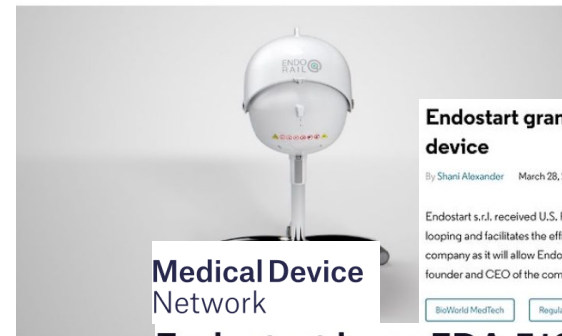 ENDO
RAIL
Endostart gran
device
By Shani Alexander March 28,
Endostart s.r.l. received U.S.
looping and facilitates the eff
company as it will allow Endo
founder and CEO of the com
BioWorld MedTech Regula
Medical Device
Network